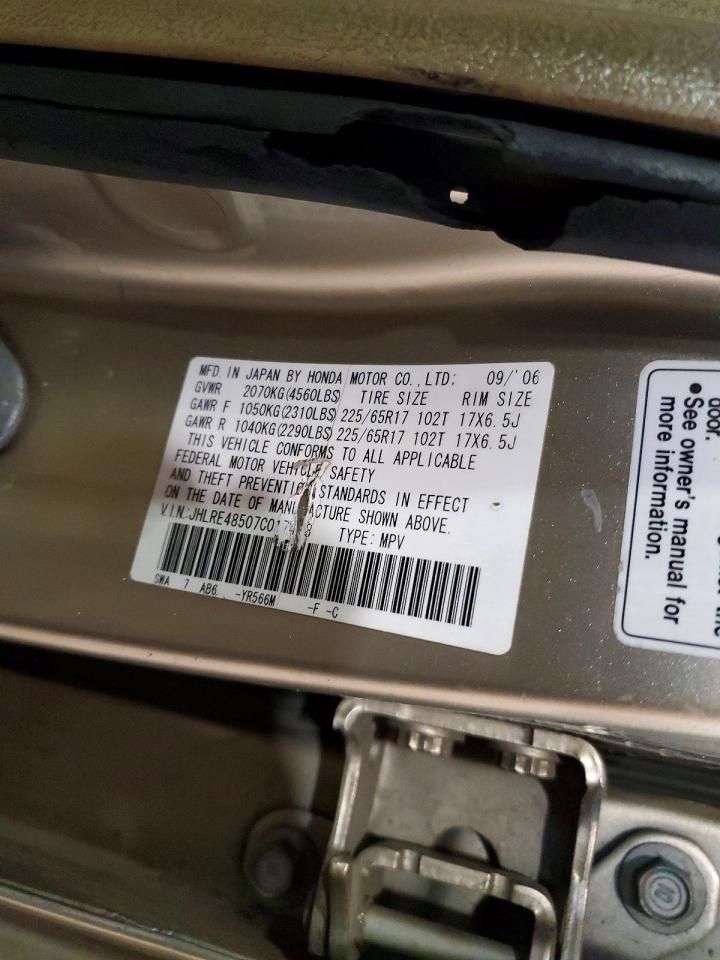 MFD. IN JAPAN BY HONDA MOTOR CO.,LTD: 09/'06
GVWR 2070KG(4560LBS) TIRE SIZE RIM SIZE
GAWR F 1050KG(2310LBS) 225/65R17 102T 17X6.5J
GAWR R 1040KG(2290LBS) 225/65R17 102T 17X6.5J
THIS VEHICLE CONFORMS TO ALL APPLICABLE
FEDERAL MOTOR VEHICLE SAFETY
AND THEFT PREVENTION STANDARDS IN EFFECT
ON THE DATE OF MANUFACTURE SHOWN ABOVE.
V.I.N.: TYPE: MPV
SWA 7 AB6 -YR566M -F -C
door.
● See owner's manual for
more information.